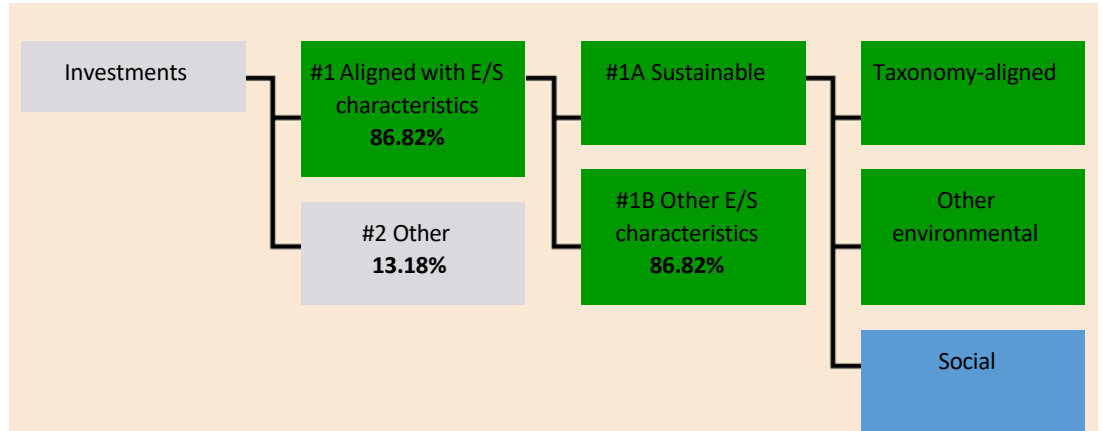 Investments
#1 Aligned with E/S
characteristics
86.82%
#2 Other
13.18%
#1A Sustainable
#1B Other E/S
characteristics
86.82%
Taxonomy-aligned
Other
environmental
Social